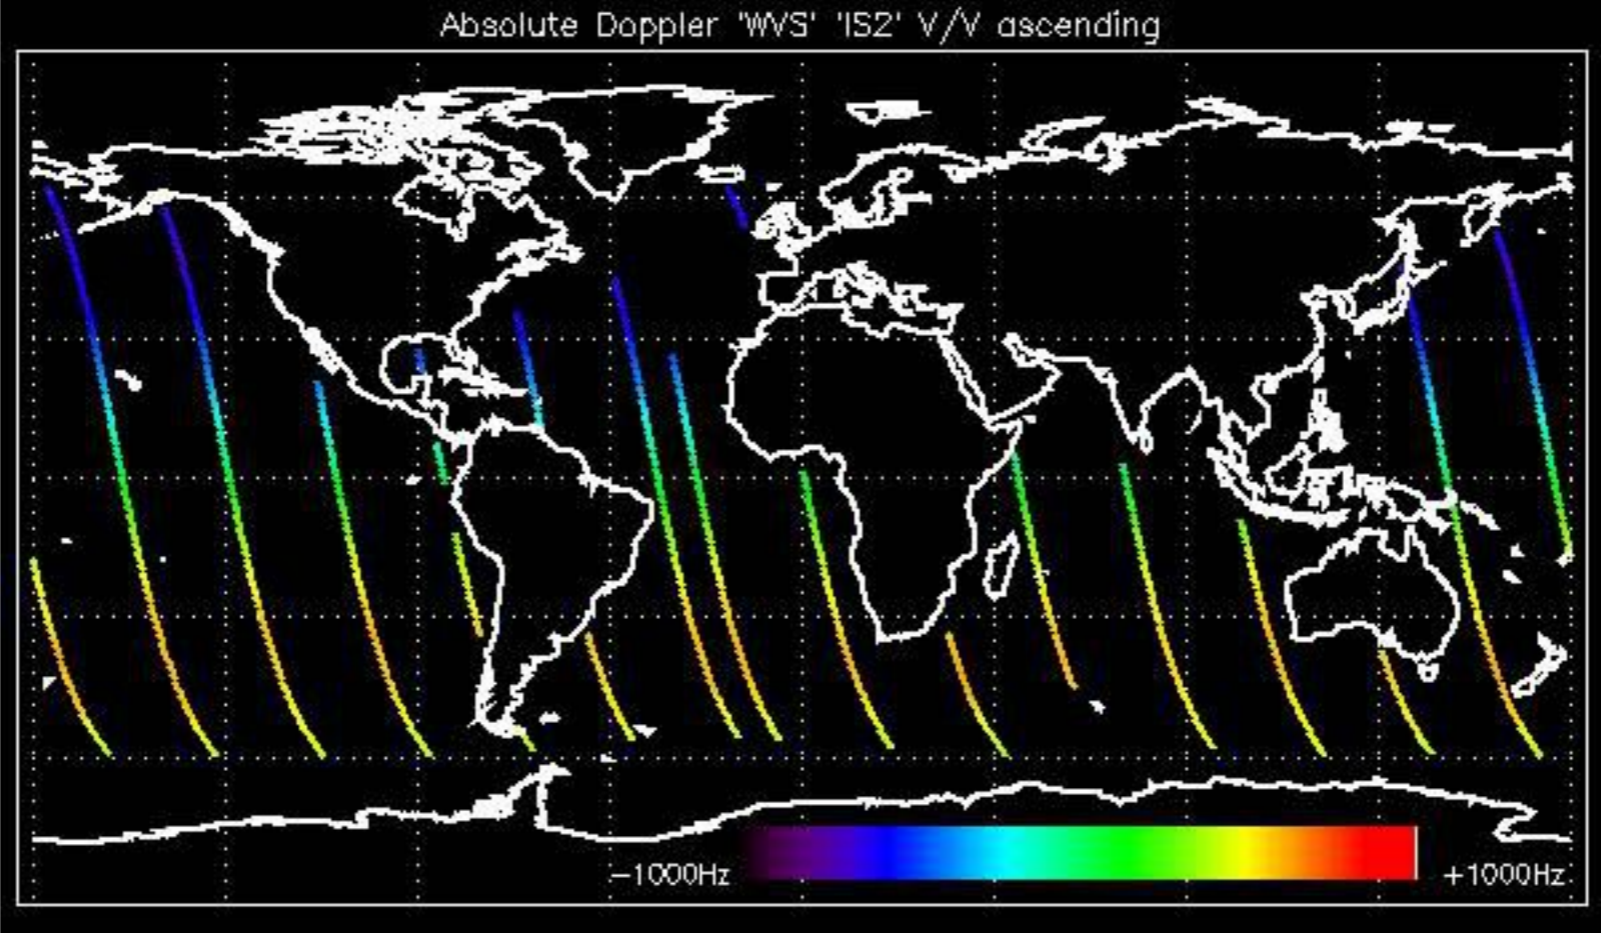 Absolute Doppler 'WVS' 'IS2' V/V ascending
-1000Hz +1000Hz